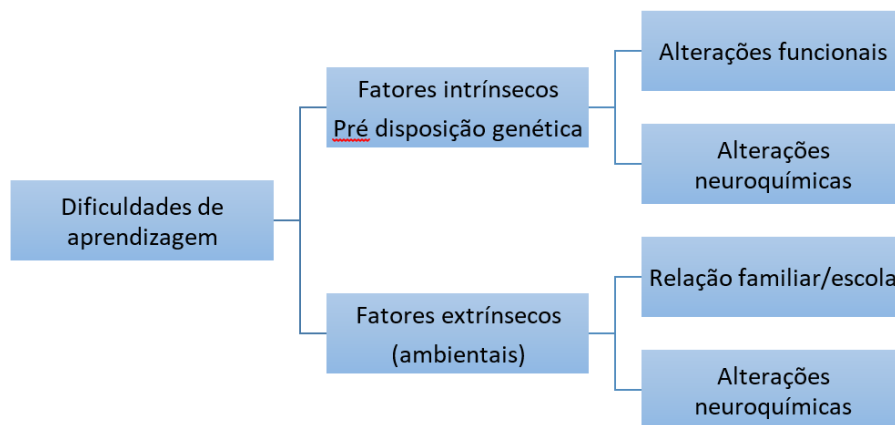 Dificuldades de
aprendizagem
Fatores intrínsecos
Pré disposição genética
Alterações funcionais
Alterações
neuroquímicas
Fatores extrínsecos
(ambientais)
Relação familiar/escola
Alterações
neuroquímicas